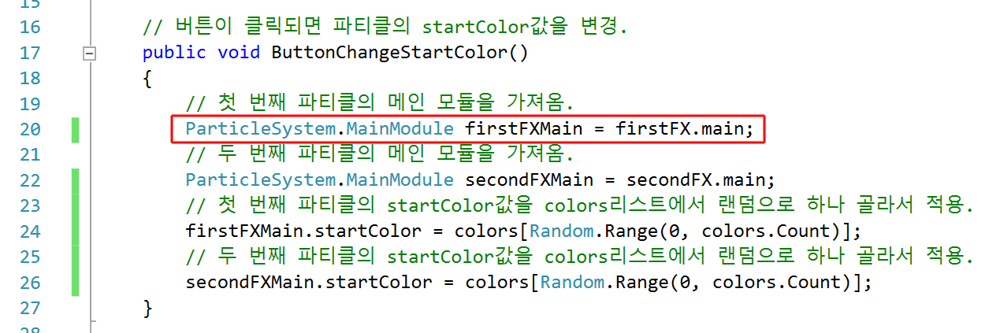 15
16 // 버튼이 클릭되면 파티클의 startColor값을 변경.
17 public void ButtonChangeStartColor()
18 {
19 // 첫 번째 파티클의 메인 모듈을 가져옴.
20 ParticleSystem.MainModule firstFXMain = firstFX.main;
21 // 두 번째 파티클의 메인 모듈을 가져옴.
22 ParticleSystem.MainModule secondFXMain = secondFX.main;
23 // 첫 번째 파티클의 startColor값을 colors리스트에서 랜덤으로 하나 골라서 적용.
24 firstFXMain.startColor = colors[Random.Range(0, colors.Count)];
25 // 두 번째 파티클의 startColor값을 colors리스트에서 랜덤으로 하나 골라서 적용.
26 secondFXMain.startColor = colors[Random.Range(0, colors.Count)];
27 }
28